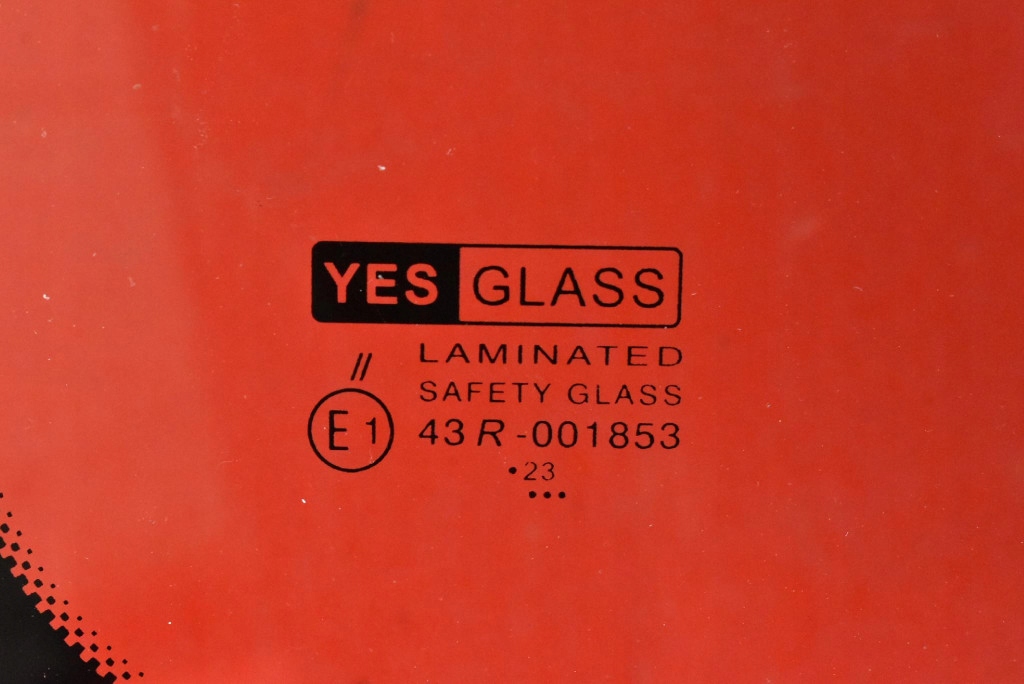 YES GLASS
//
LAMINATED
SAFETY GLASS
E1 43R-001853
•23
•••